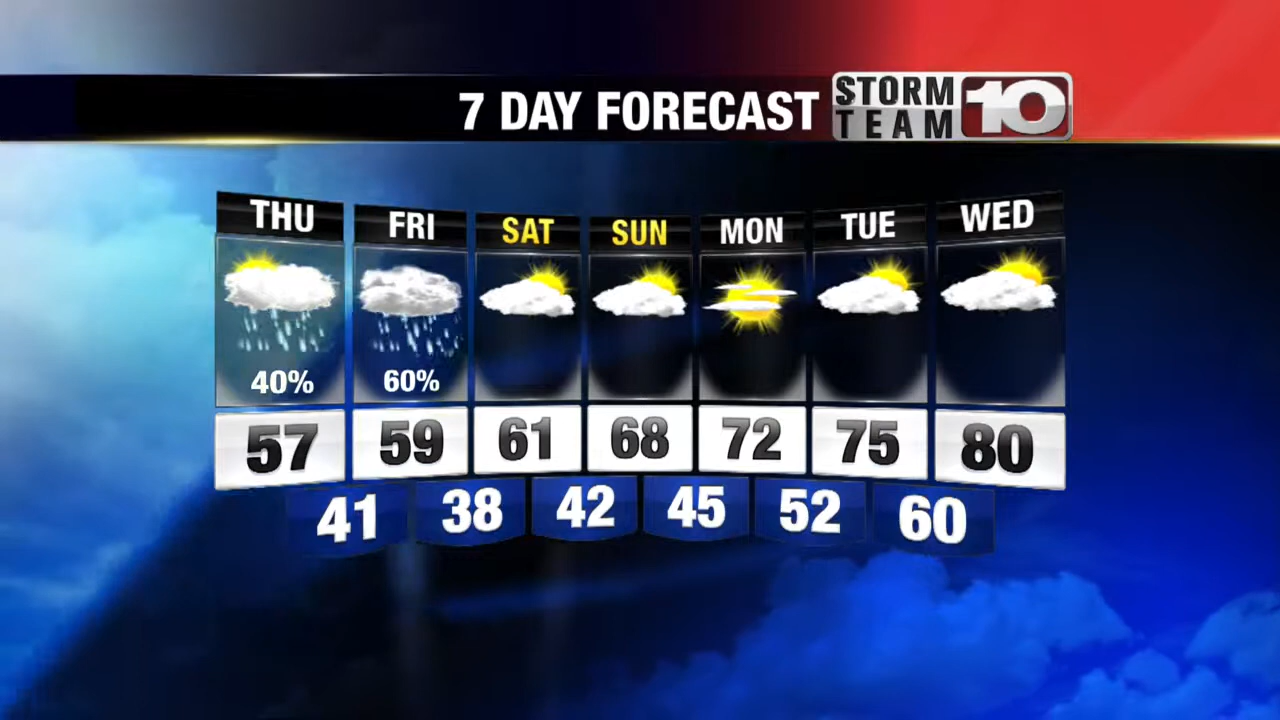 7 DAY FORECAST
STORM
TEAM
10
THU FRI SAT SUN MON TUE WED
40% 60%
57 59 61 68 72 75 80
41 38 42 45 52 60